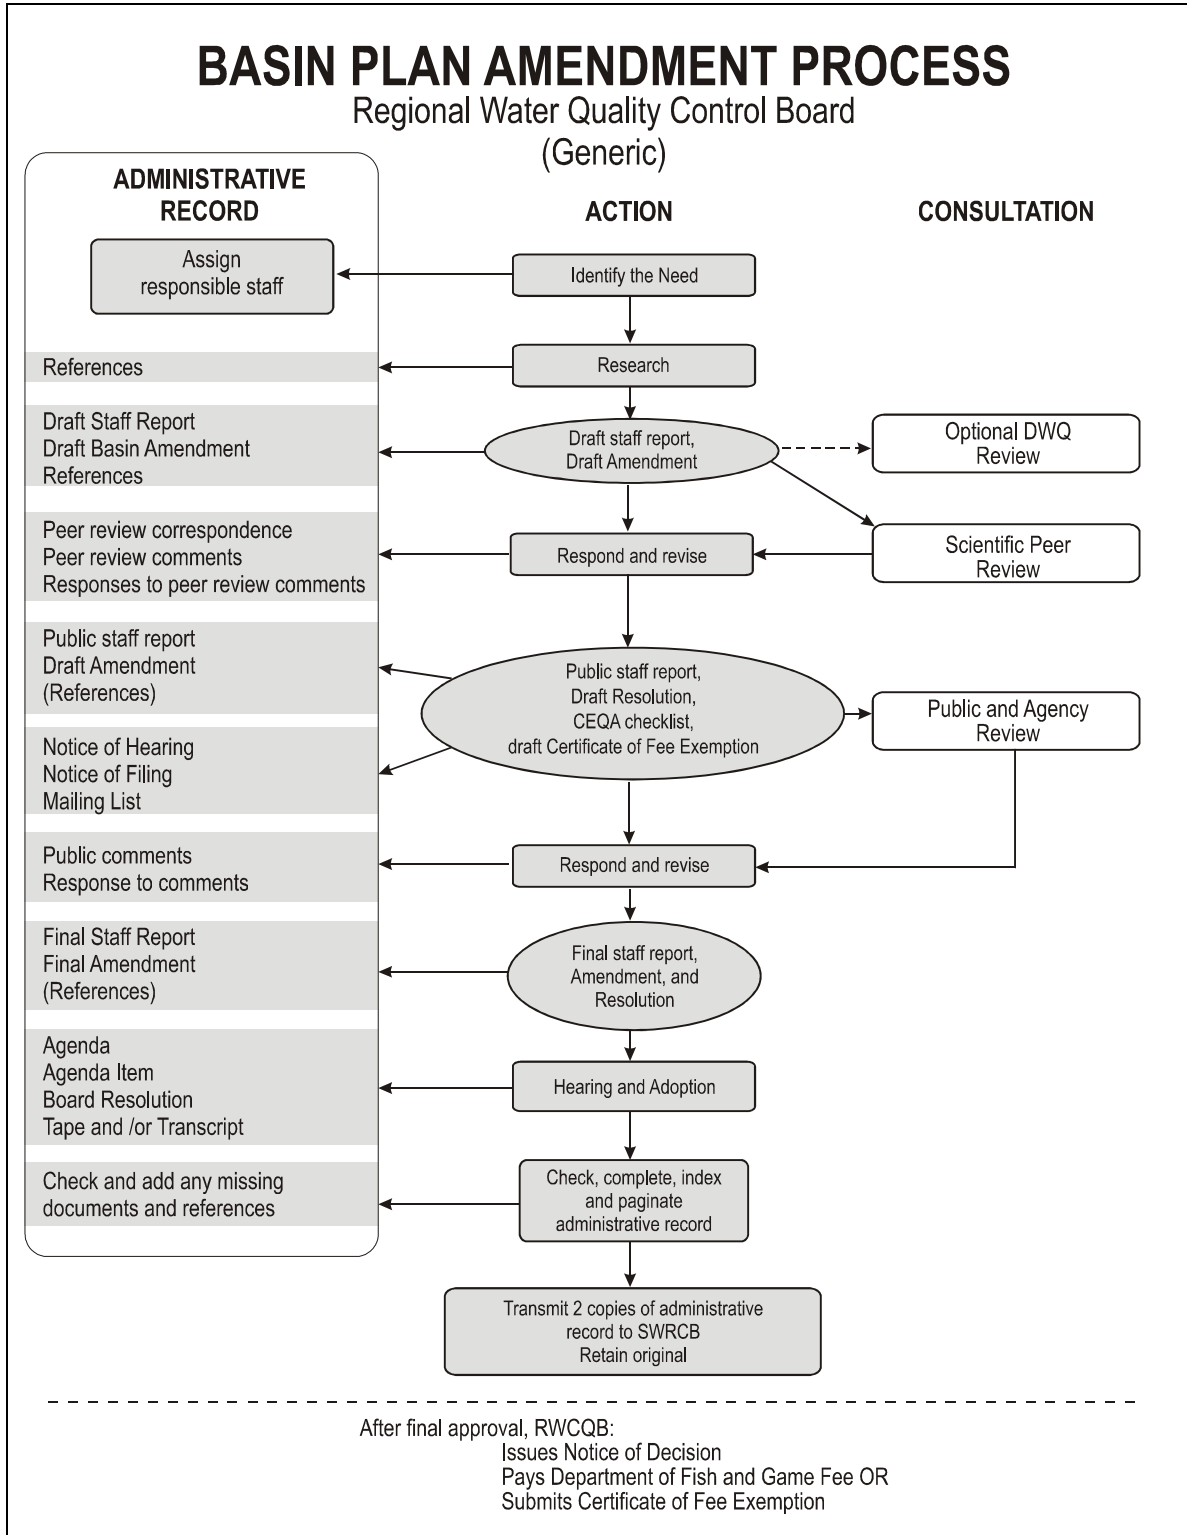 BASIN PLAN AMENDMENT PROCESS
Regional Water Quality Control Board
(Generic)
ADMINISTRATIVE
RECORD
ACTION
CONSULTATION
Assign
responsible staff
Identify the Need
References
Research
Draft Staff Report
Draft Basin Amendment
References
Draft staff report,
Draft Amendment
Optional DWQ
Review
Peer review correspondence
Peer review comments
Responses to peer review comments
Respond and revise
Scientific Peer
Review
Public staff report
Draft Amendment
(References)
Public staff report,
Draft Resolution,
CEQA checklist,
draft Certificate of Fee Exemption
Public and Agency
Review
Notice of Hearing
Notice of Filing
Mailing List
Public comments
Response to comments
Respond and revise
Final Staff Report
Final Amendment
(References)
Final staff report,
Amendment, and
Resolution
Agenda
Agenda Item
Board Resolution
Tape and /or Transcript
Hearing and Adoption
Check and add any missing
documents and references
Check, complete, index
and paginate
administrative record
Transmit 2 copies of administrative
record to SWRCB
Retain original
After final approval, RWCQB:
Issues Notice of Decision
Pays Department of Fish and Game Fee OR
Submits Certificate of Fee Exemption